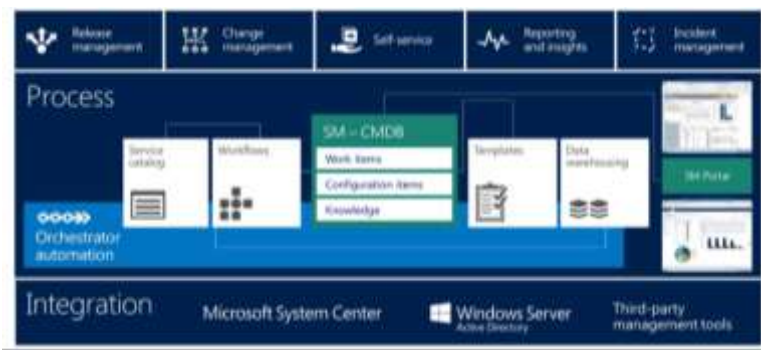 Release
management
Change
management
Self-service
Reporting
and insights
Incident
management
Process
SM – CMDB
Service
catalog
Workflows
Work items
Configuration items
Knowledge
Templates
Data
warehousing
SM Portal
Orchestrator
automation
Integration
Microsoft System Center
Windows Server
Active Directory
Third-party
management tools